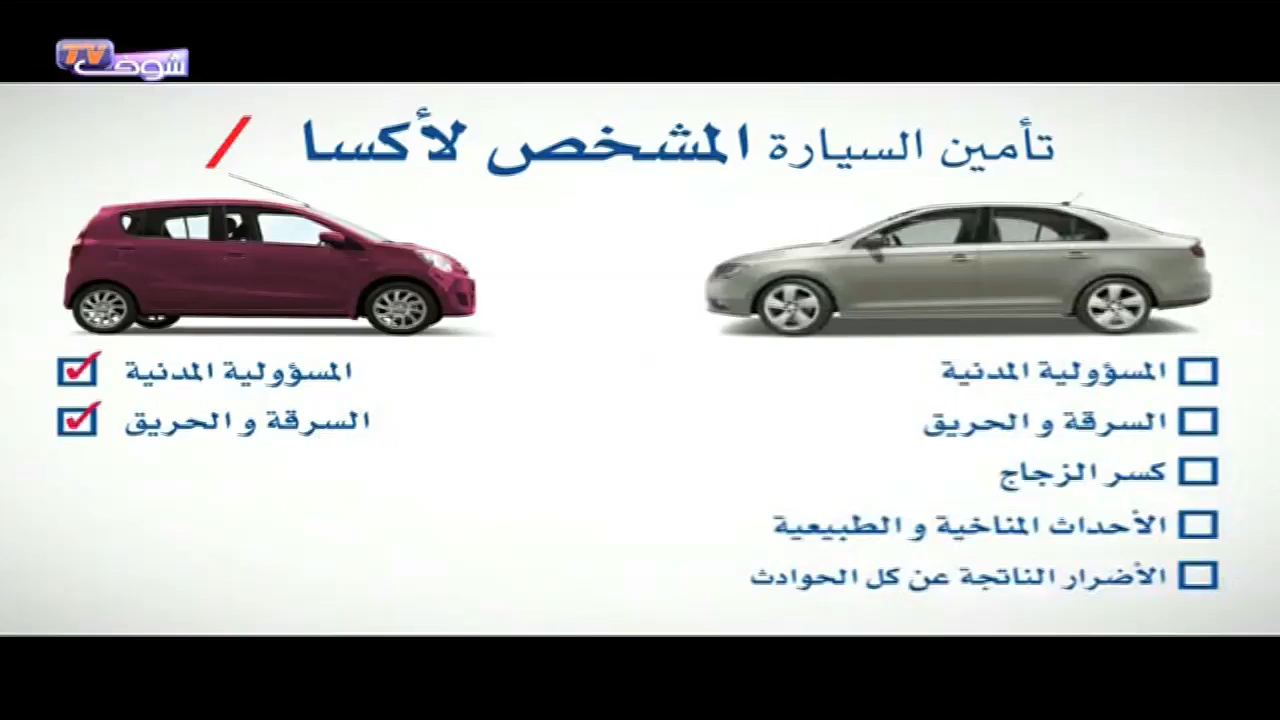 شوف TV
تأمين السيارة المشخص لأكسا /
المسؤولية المدنية
السرقة و الحريق
كسر الزجاج
الأحداث المناخية و الطبيعية
الأضرار الناتجة عن كل الحوادث
المسؤولية المدنية
السرقة و الحريق